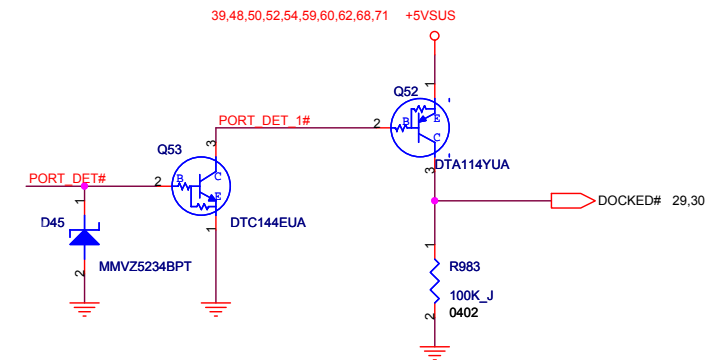 39,48,50,52,54,59,60,62,68,71 +5VSUS
1
Q52
PORT_DET_1#
2
B
E
C
Q53
3
DTA114YUA
3
PORT_DET#
2
B
C
E
DOCKED# 29,30
1
D45
DTC144EUA
1
1
MMVZ5234BPT
2
R983
100K_J
0402
2